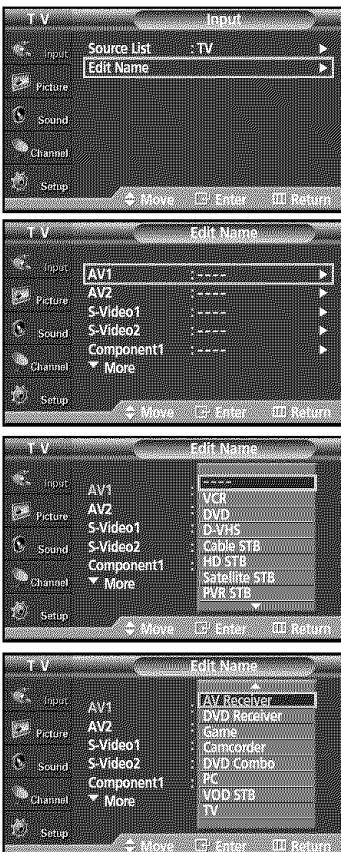 T V Input
Input Source List : TV ▶
Edit Name ▶
Picture
Sound
Channel
Setup
Move Enter Return
T V Edit Name
Input AV1 : - - - - ▶
Picture AV2 : - - - - ▶
S-Video1 : - - - - ▶
Sound S-Video2 : - - - - ▶
Component1 : - - - - ▶
Channel ▼ More
Setup
Move Enter Return
T V Edit Name
Input - - - -
AV1 : VCR
Picture AV2 : DVD
S-Video1 : D-VHS
Sound S-Video2 : Cable STB
Component1 : HD STB
Channel ▼ More Satellite STB
PVR STB
Setup ▼
Move Enter Return
T V Edit Name
▲
Input AV Receiver
AV1 : DVD Receiver
Picture AV2 : Game
S-Video1 : Camcorder
Sound S-Video2 : DVD Combo
Component1 : PC
Channel ▼ More VOD STB
TV
Setup
Move Enter Return